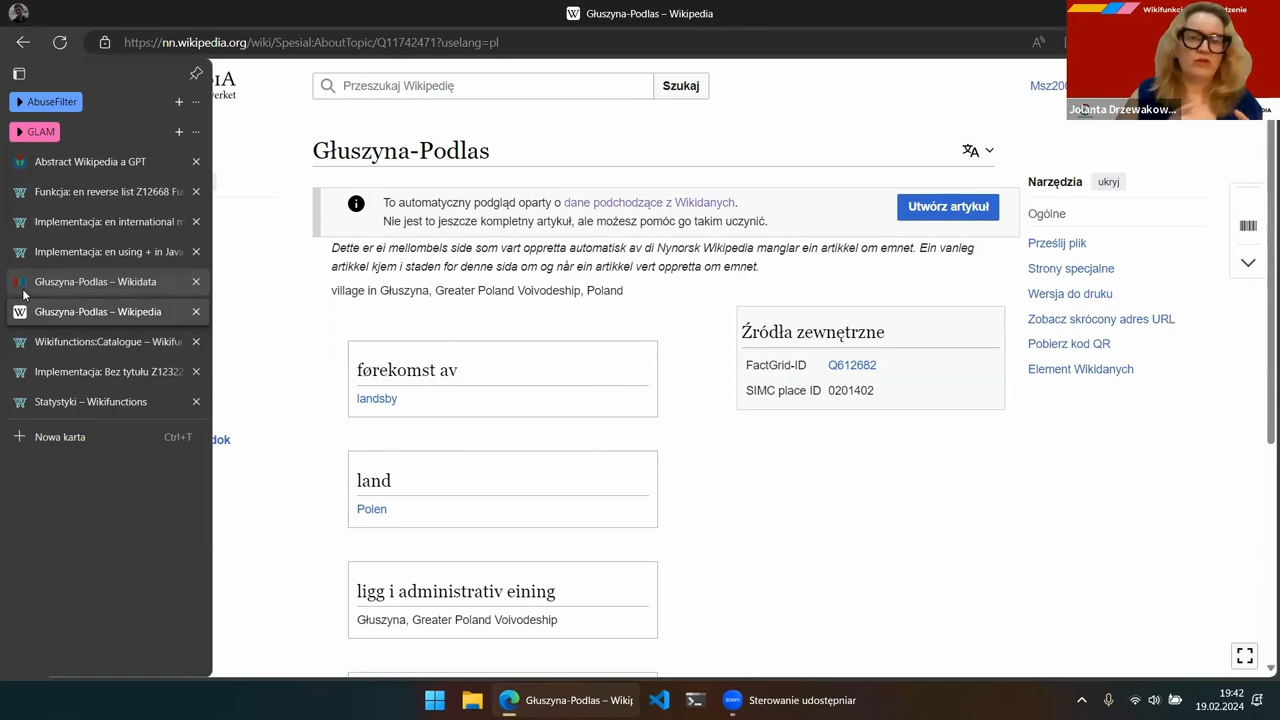 Głuszyna-Podlas – Wikipedia
https://nn.wikipedia.org/wiki/Spesial:AboutTopic/Q11742471?uselang=pl
Jolanta Drzewakow...
AbuseFilter
GLAM
Abstract Wikipedia a GPT
Funkcja: en reverse list Z12668 Fu
Implementacja: en international m
Implementacja: en using + in Java
Głuszyna-Podlas – Wikidata
Głuszyna-Podlas – Wikipedia
Wikifunctions:Catalogue – Wikifu
Implementacja: Bez tytułu Z12322
Statystyki – Wikifunctions
Nowa karta
Ctrl+T
Przeszukaj Wikipedię
Szukaj
Głuszyna-Podlas
To automatyczny podgląd oparty o dane podchodzące z Wikidanych.
Nie jest to jeszcze kompletny artykuł, ale możesz pomóc go takim uczynić.
Utwórz artykuł
Dette er ei mellombels side som vart oppretta automatisk av di Nynorsk Wikipedia manglar ein artikkel om emnet. Ein vanleg
artikkel kjem i staden for denne sida om og når ein artikkel vert oppretta om emnet.
village in Głuszyna, Greater Poland Voivodeship, Poland
førekomst av
landsby
land
Polen
ligg i administrativ eining
Głuszyna, Greater Poland Voivodeship
Źródła zewnętrzne
FactGrid-ID Q612682
SIMC place ID 0201402
Narzędzia
ukryj
Ogólne
Prześlij plik
Strony specjalne
Wersja do druku
Zobacz skrócony adres URL
Pobierz kod QR
Element Wikidanych
Głuszyna-Podlas – Wikip
Sterowanie udostępniar
19:42
19.02.2024